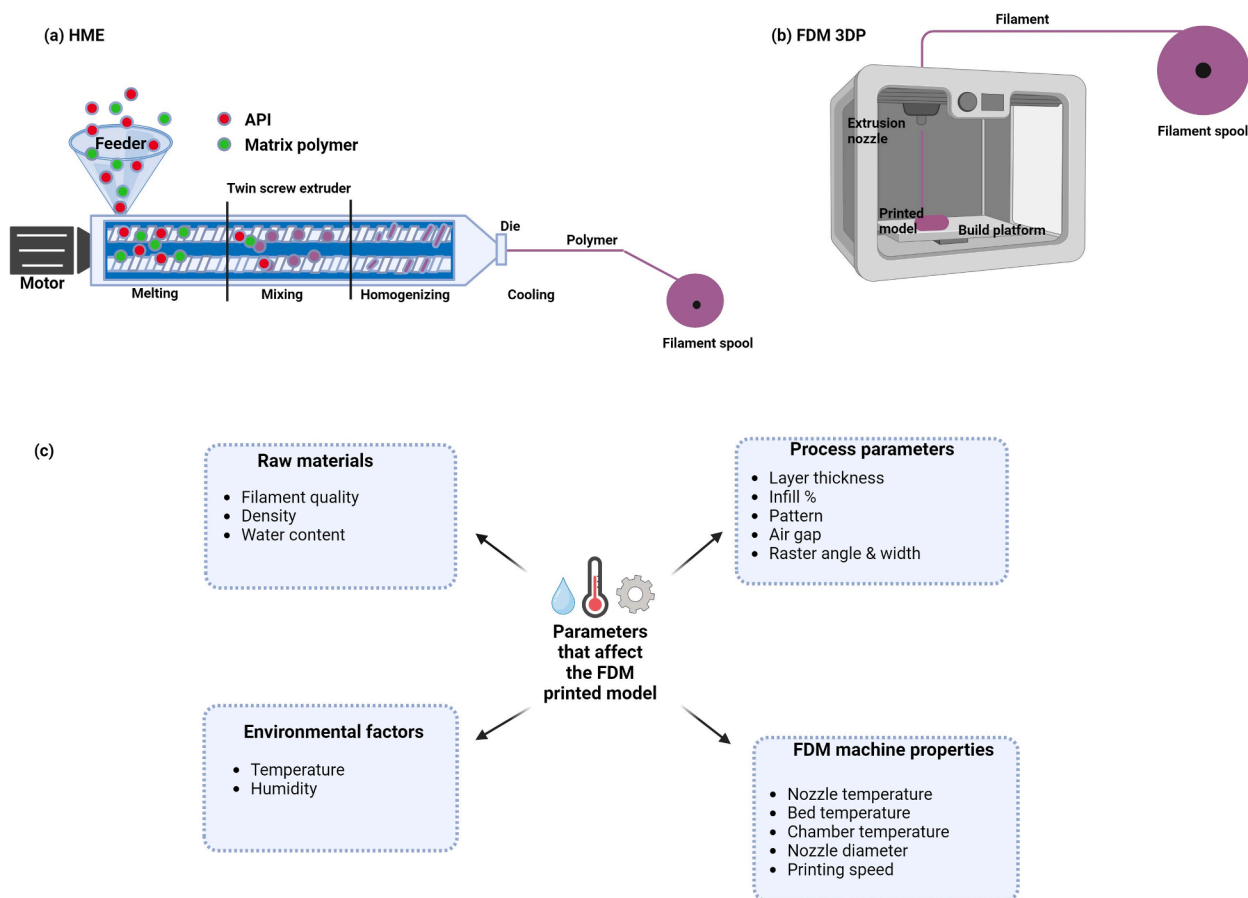 (a) HME
Feeder
API
Matrix polymer
Twin screw extruder
Motor
Melting
Mixing
Homogenizing
Die
Polymer
Cooling
Filament spool
(b) FDM 3DP
Filament
Filament spool
Extrusion
nozzle
Printed
model
Build platform
(c)
Raw materials
• Filament quality
• Density
• Water content
Process parameters
• Layer thickness
• Infill %
• Pattern
• Air gap
• Raster angle & width
Parameters
that affect
the FDM
printed model
Environmental factors
• Temperature
• Humidity
FDM machine properties
• Nozzle temperature
• Bed temperature
• Chamber temperature
• Nozzle diameter
• Printing speed